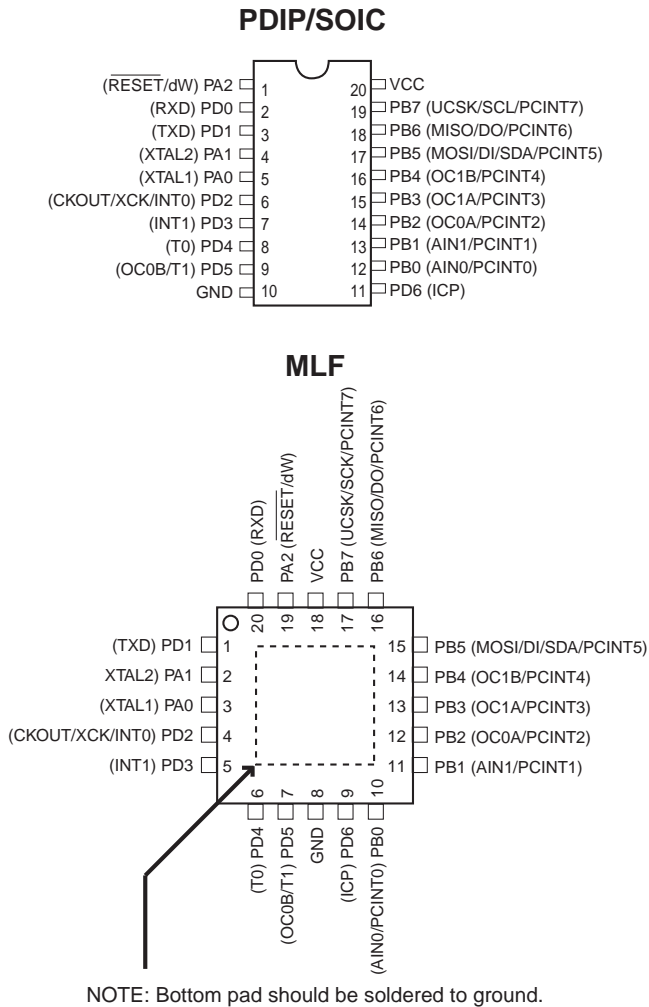 PDIP/SOIC
(RESET/dW) PA2 1 20 VCC
(RXD) PD0 2 19 PB7 (UCSK/SCL/PCINT7)
(TXD) PD1 3 18 PB6 (MISO/DO/PCINT6)
(XTAL2) PA1 4 17 PB5 (MOSI/DI/SDA/PCINT5)
(XTAL1) PA0 5 16 PB4 (OC1B/PCINT4)
(CKOUT/XCK/INT0) PD2 6 15 PB3 (OC1A/PCINT3)
(INT1) PD3 7 14 PB2 (OC0A/PCINT2)
(T0) PD4 8 13 PB1 (AIN1/PCINT1)
(OC0B/T1) PD5 9 12 PB0 (AIN0/PCINT0)
GND 10 11 PD6 (ICP)
MLF
PD0 (RXD)
PA2 (RESET/dW)
VCC
PB7 (UCSK/SCK/PCINT7)
PB6 (MISO/DO/PCINT6)
20 19 18 17 16
(TXD) PD1 1 15 PB5 (MOSI/DI/SDA/PCINT5)
XTAL2) PA1 2 14 PB4 (OC1B/PCINT4)
(XTAL1) PA0 3 13 PB3 (OC1A/PCINT3)
(CKOUT/XCK/INT0) PD2 4 12 PB2 (OC0A/PCINT2)
(INT1) PD3 5 11 PB1 (AIN1/PCINT1)
6 7 8 9 10
(T0) PD4
(OC0B/T1) PD5
GND
(ICP) PD6
(AIN0/PCINT0) PB0
NOTE: Bottom pad should be soldered to ground.